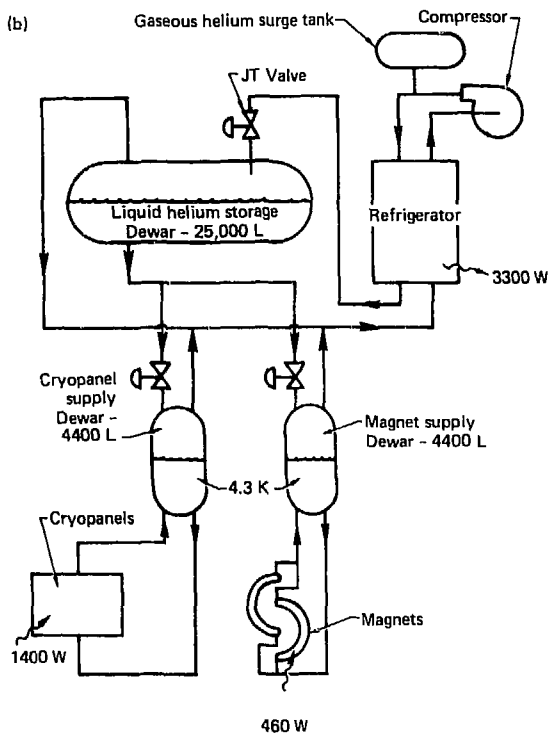 (b)
Gaseous helium surge tank
Compressor
JT Valve
Liquid helium storage
Dewar – 25,000 L
Refrigerator
3300 W
Cryopanel
supply
Dewar –
4400 L
Magnet supply
Dewar – 4400 L
4.3 K
Cryopanels
1400 W
Magnets
460 W